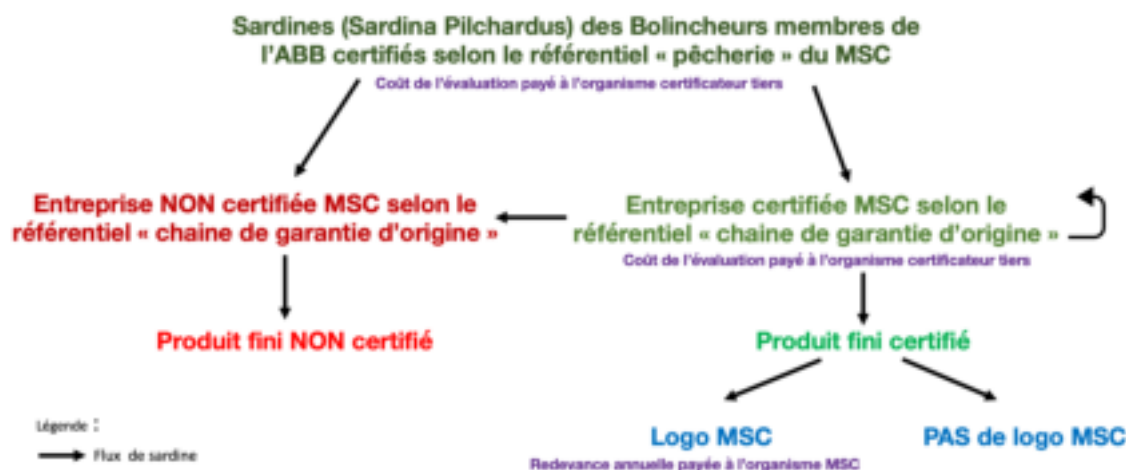 Sardines (Sardina Pilchardus) des Bolincheurs membres de
l'ABB certifiés selon le référentiel « pêcherie » du MSC
Coût de l'évaluation payé à l'organisme certificateur tiers
Entreprise NON certifiée MSC selon le
référentiel « chaine de garantie d'origine »
Entreprise certifiée MSC selon le
référentiel « chaine de garantie d'origine »
Coût de l'évaluation payé à l'organisme certificateur tiers
Produit fini NON certifié
Produit fini certifié
Logo MSC
PAS de logo MSC
Redevance annuelle payée à l'organisme MSC
Légende :
Flux de sardine